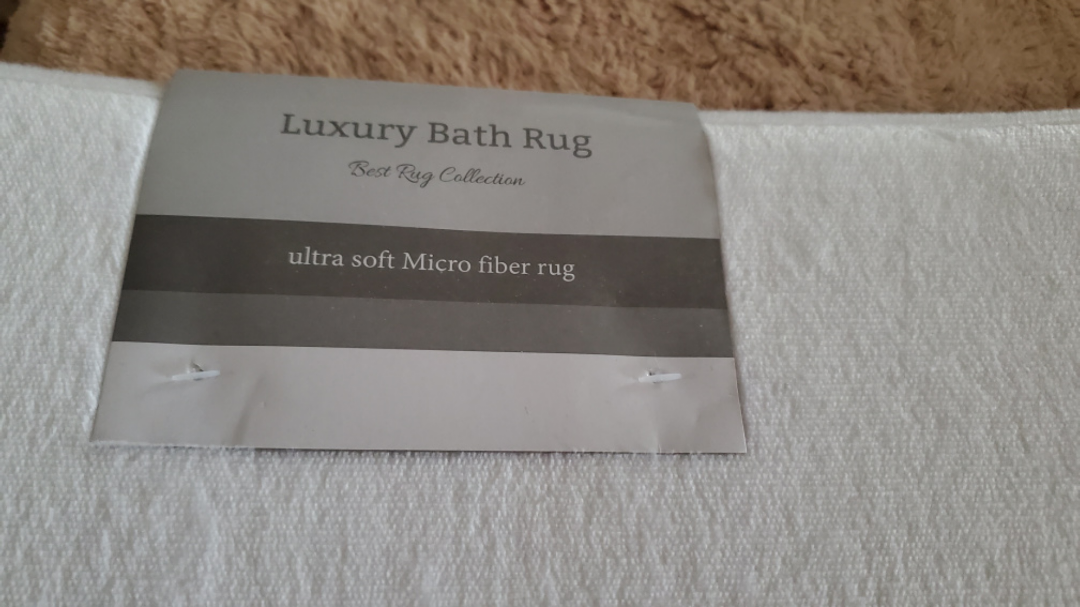 Luxury Bath Rug
Best Rug Collection
ultra soft Micro fiber rug